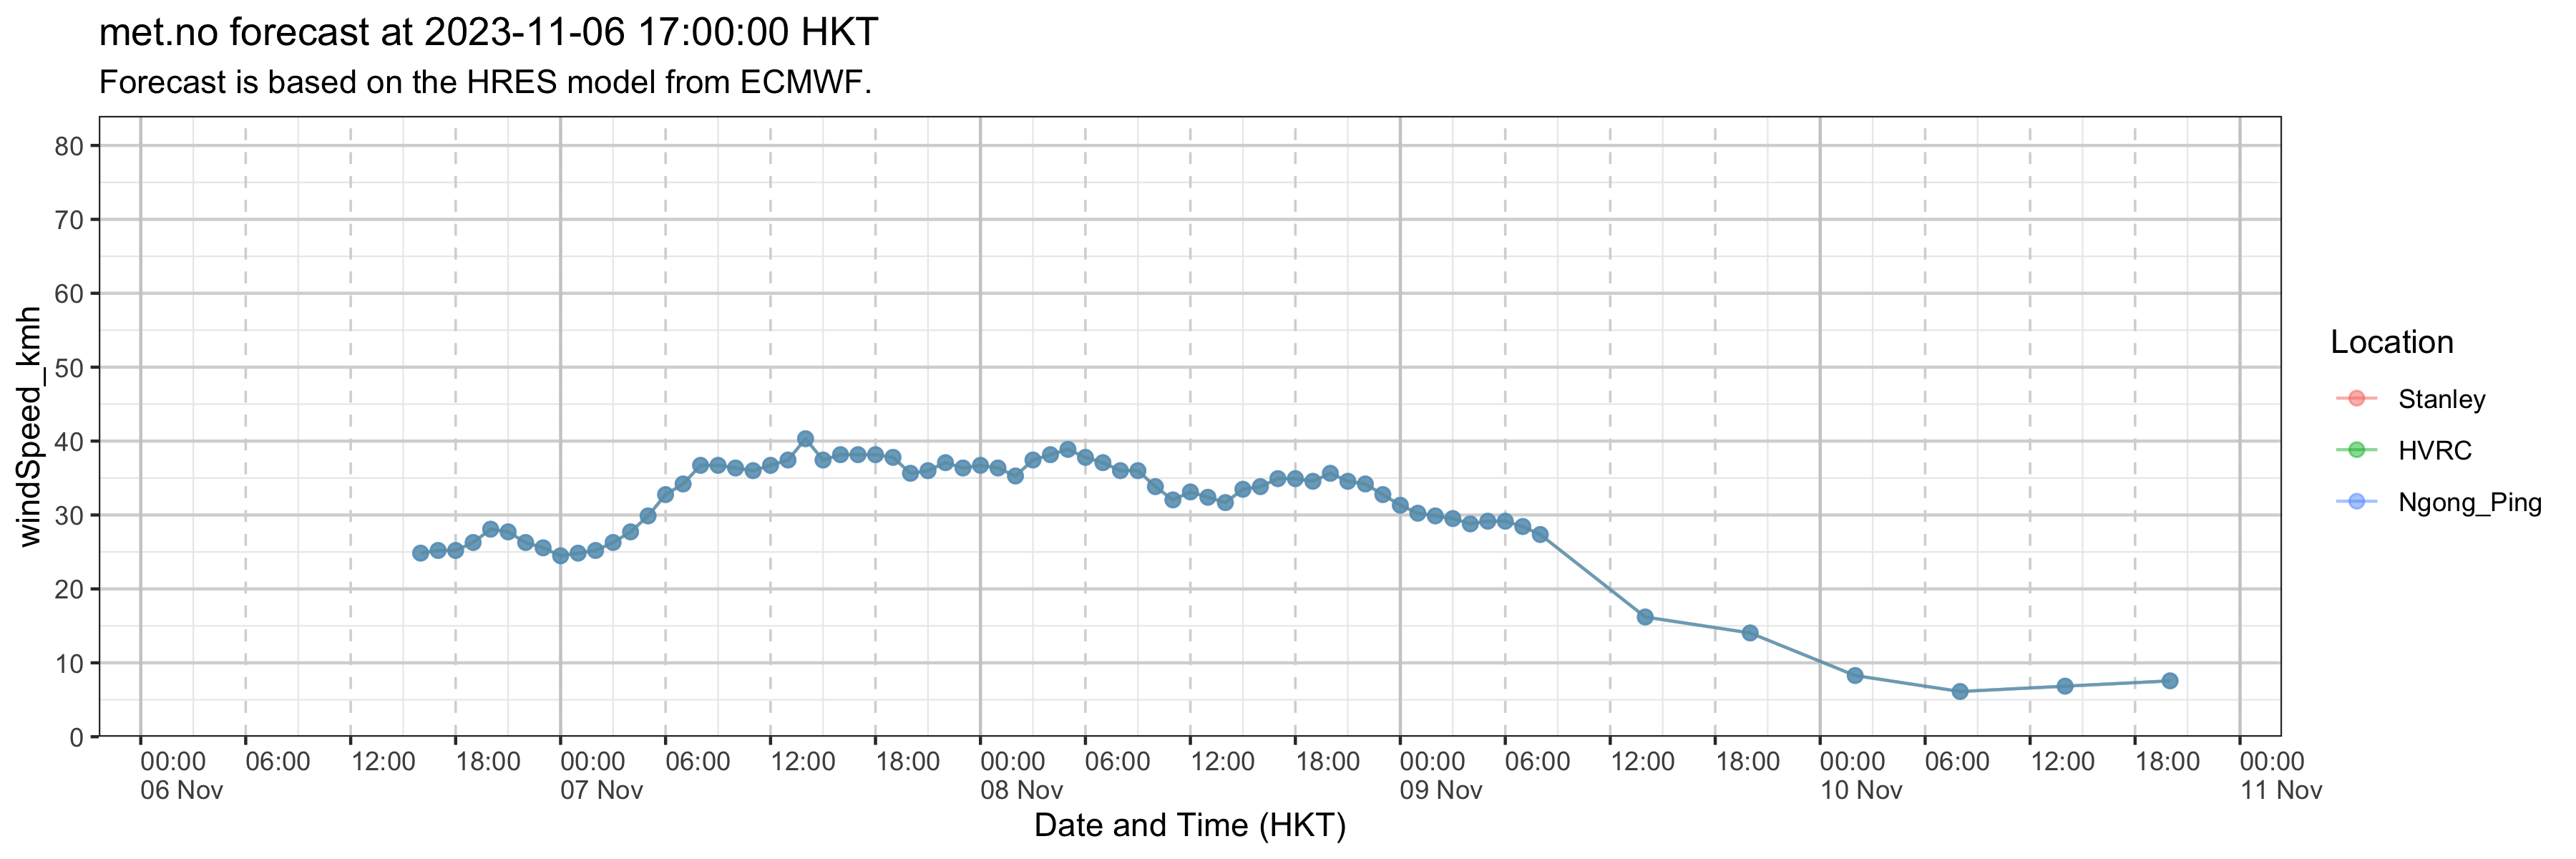 met.no forecast at 2023-11-06 17:00:00 HKT
Forecast is based on the HRES model from ECMWF.
windSpeed_kmh
80
70
60
50
40
30
20
10
0
00:00 06:00 12:00 18:00 00:00 06:00 12:00 18:00 00:00 06:00 12:00 18:00 00:00 06:00 12:00 18:00 00:00 06:00 12:00 18:00 00:00
06 Nov 07 Nov 08 Nov 09 Nov 10 Nov 11 Nov
Date and Time (HKT)
Location
Stanley
HVRC
Ngong_Ping